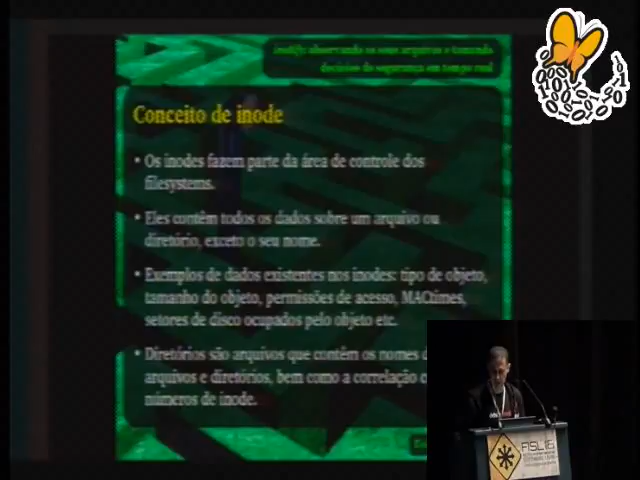 inotify: observando os seus arquivos e tomando
decisões de segurança em tempo real
Conceito de inode
• Os inodes fazem parte da área de controle dos
filesystems.
• Eles contêm todos os dados sobre um arquivo ou
diretório, exceto o seu nome.
• Exemplos de dados existentes nos inodes: tipo de objeto,
tamanho do objeto, permissões de acesso, MACtimes,
setores de disco ocupados pelo objeto etc.
• Diretórios são arquivos que contêm os nomes
arquivos e diretórios, bem como a correlação
números de inode.
FISL16